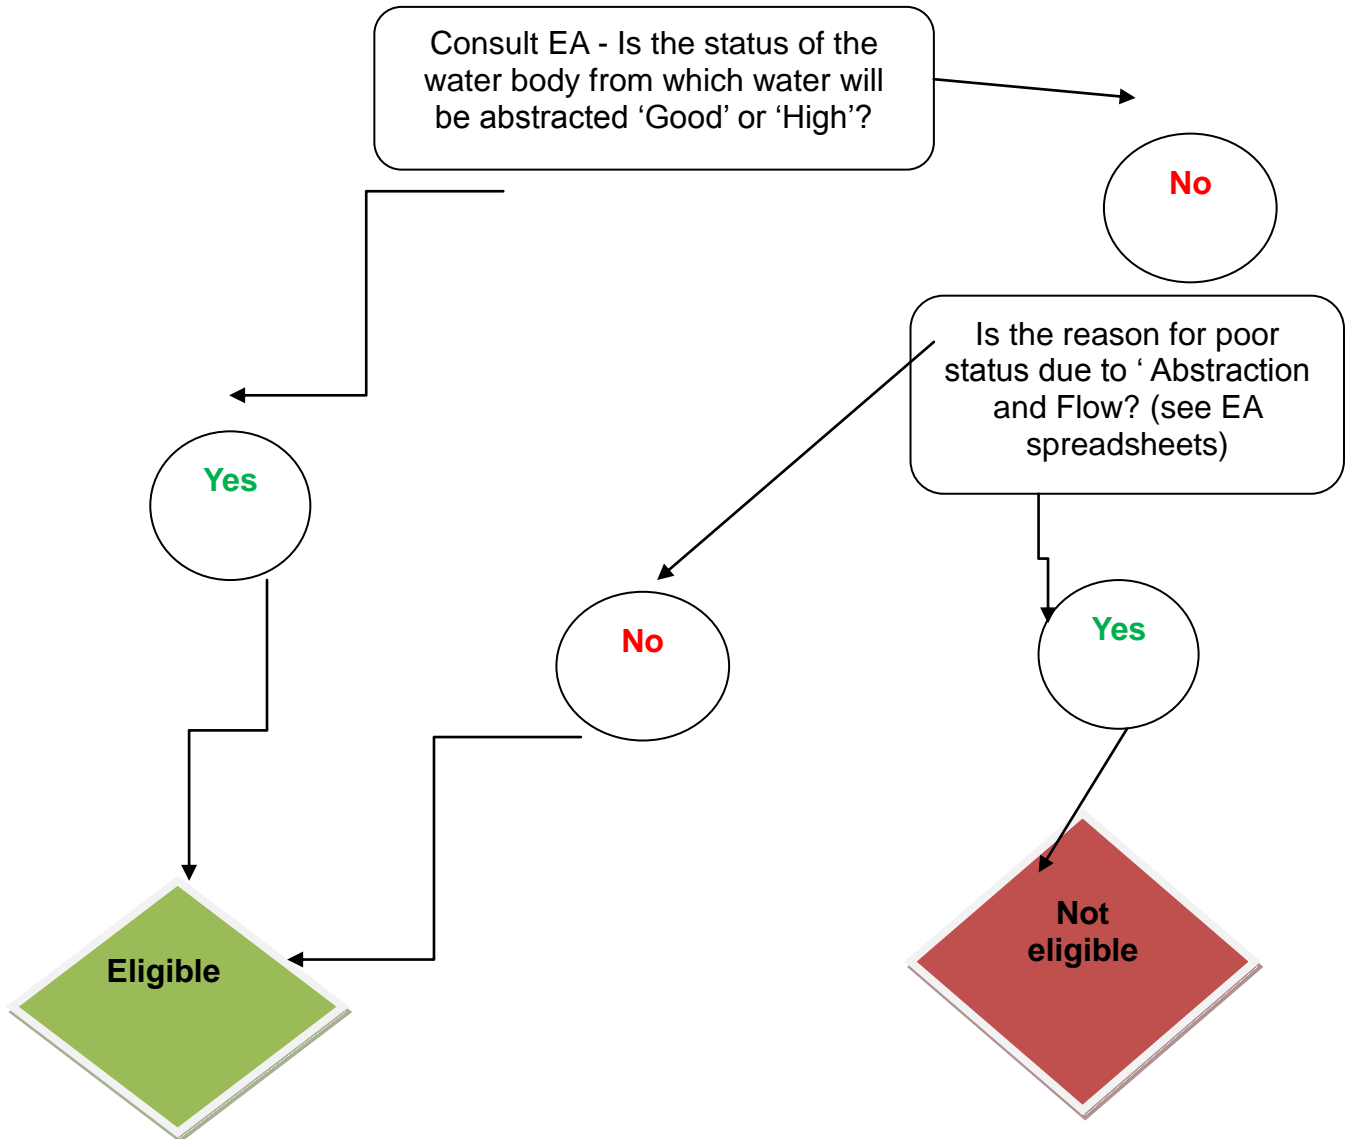 Consult EA - Is the status of the
water body from which water will
be abstracted ‘Good’ or ‘High’?
No
Is the reason for poor
status due to ‘ Abstraction
and Flow? (see EA
spreadsheets)
Yes
No
Yes
Not
eligible
Eligible